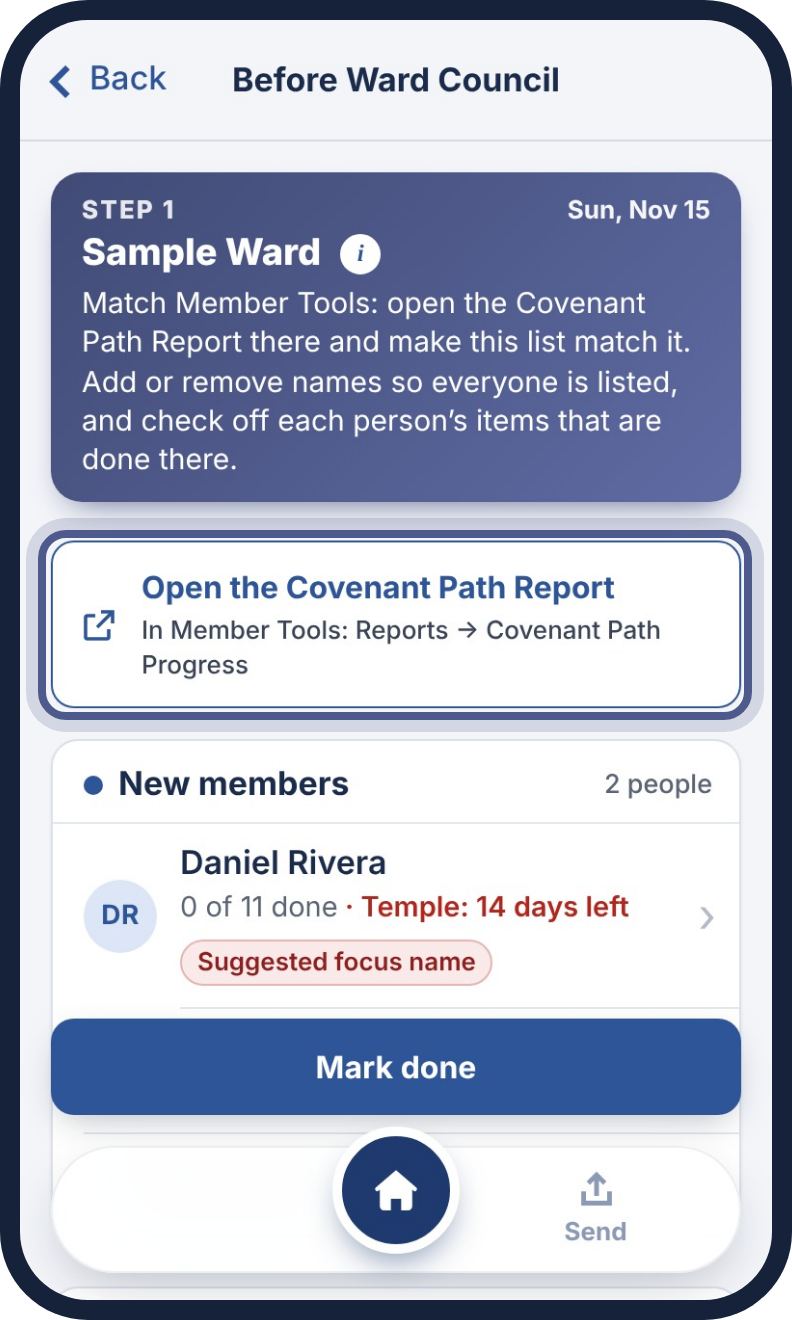 Back
Before Ward Council
STEP 1
Sun, Nov 15
Sample Ward i
Match Member Tools: open the Covenant
Path Report there and make this list match it.
Add or remove names so everyone is listed,
and check off each person’s items that are
done there.
Open the Covenant Path Report
In Member Tools: Reports → Covenant Path
Progress
New members
2 people
DR
Daniel Rivera
0 of 11 done · Temple: 14 days left
Suggested focus name
Mark done
Send